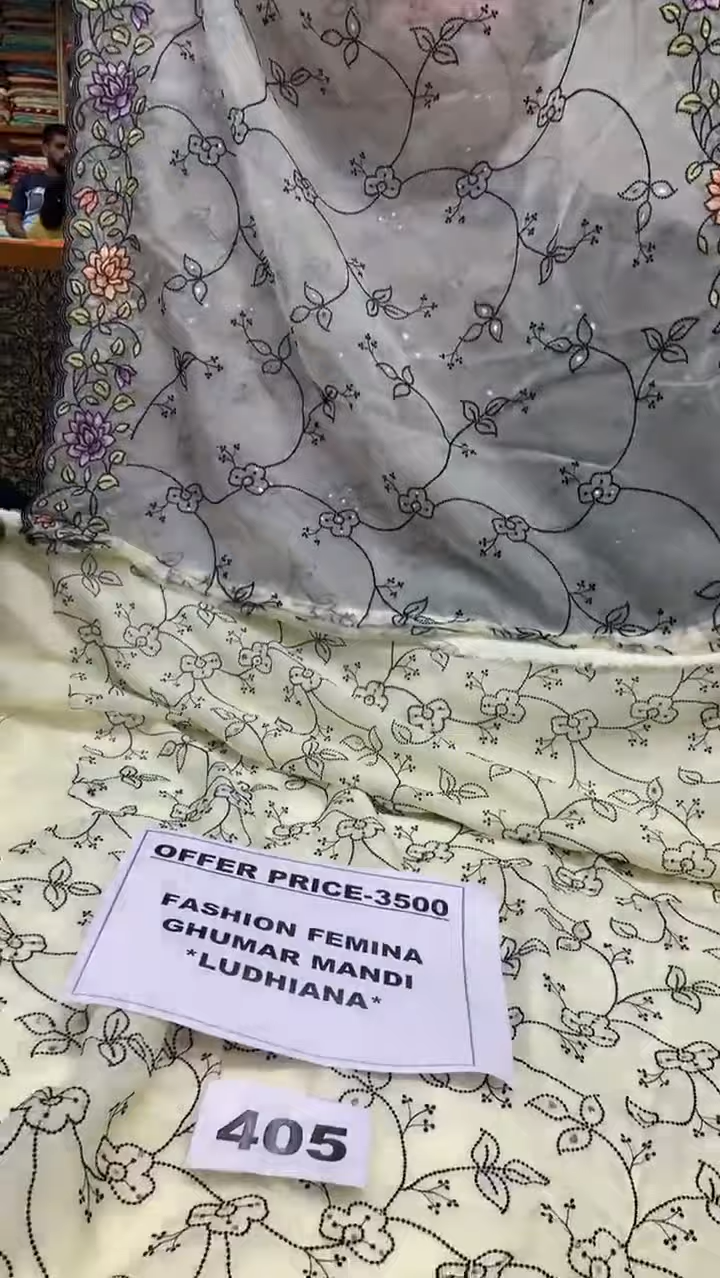 OFFER PRICE-3500
FASHION FEMINA
GHUMAR MANDI
*LUDHIANA*
405